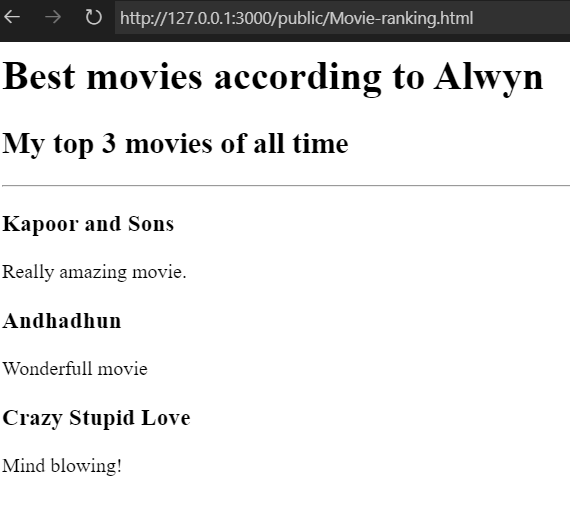 http://127.0.0.1:3000/public/Movie-ranking.html
Best movies according to Alwyn
My top 3 movies of all time
Kapoor and Sons
Really amazing movie.
Andhadhun
Wonderfull movie
Crazy Stupid Love
Mind blowing!